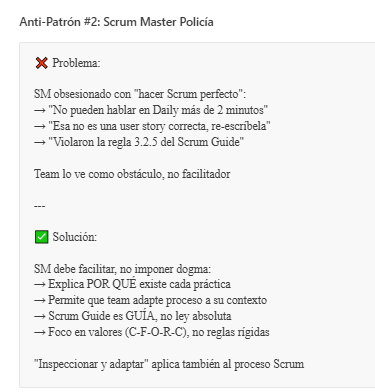 Anti-Patrón #2: Scrum Master Policía
❌ Problema:
SM obsesionado con "hacer Scrum perfecto":
→ "No pueden hablar en Daily más de 2 minutos"
→ "Esa no es una user story correcta, re-escríbela"
→ "Violaron la regla 3.2.5 del Scrum Guide"
Team lo ve como obstáculo, no facilitador
---
✅ Solución:
SM debe facilitar, no imponer dogma:
→ Explica POR QUÉ existe cada práctica
→ Permite que team adapte proceso a su contexto
→ Scrum Guide es GUÍA, no ley absoluta
→ Foco en valores (C-F-O-R-C), no reglas rígidas
"Inspeccionar y adaptar" aplica también al proceso Scrum